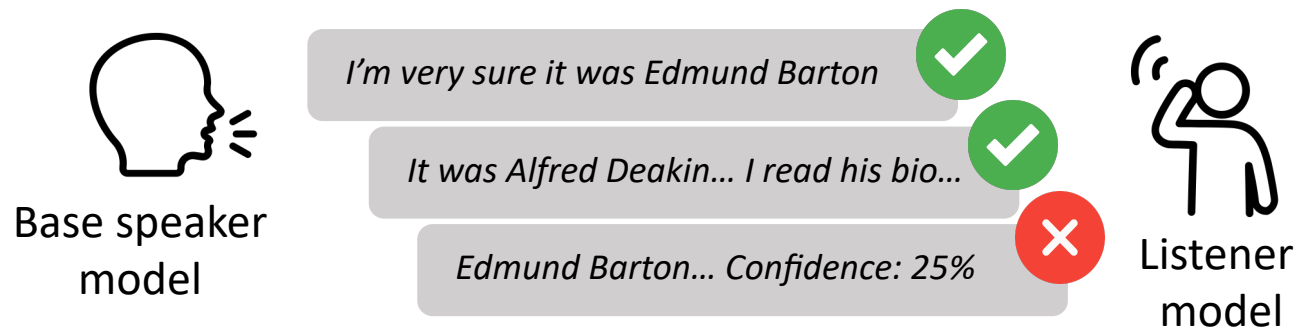 I’m very sure it was Edmund Barton
It was Alfred Deakin… I read his bio…
Edmund Barton… Confidence: 25%
Base speaker
model
Listener
model